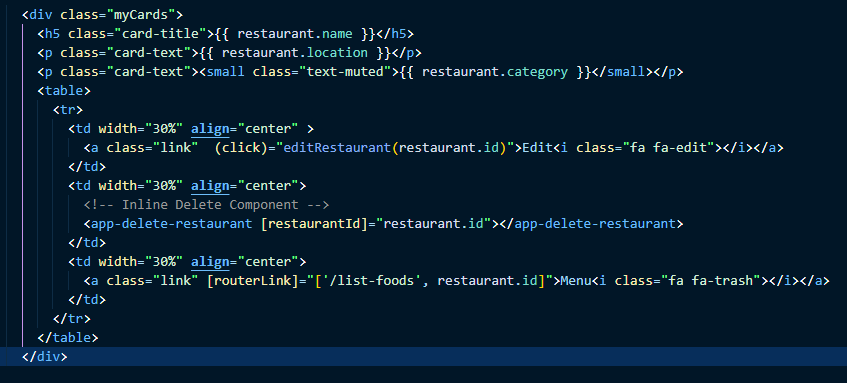 <div class="myCards">
<h5 class="card-title">{{ restaurant.name }}</h5>
<p class="card-text">{{ restaurant.location }}</p>
<p class="card-text"><small class="text-muted">{{ restaurant.category }}</small></p>
<table>
<tr>
<td width="30%" align="center" >
<a class="link"  (click)="editRestaurant(restaurant.id)">Edit<i class="fa fa-edit"></i></a>
</td>
<td width="30%" align="center">
<!-- Inline Delete Component -->
<app-delete-restaurant [restaurantId]="restaurant.id"></app-delete-restaurant>
</td>
<td width="30%" align="center">
<a class="link" [routerLink]="['/list-foods', restaurant.id]">Menu<i class="fa fa-trash"></i></a>
</td>
</tr>
</table>
</div>